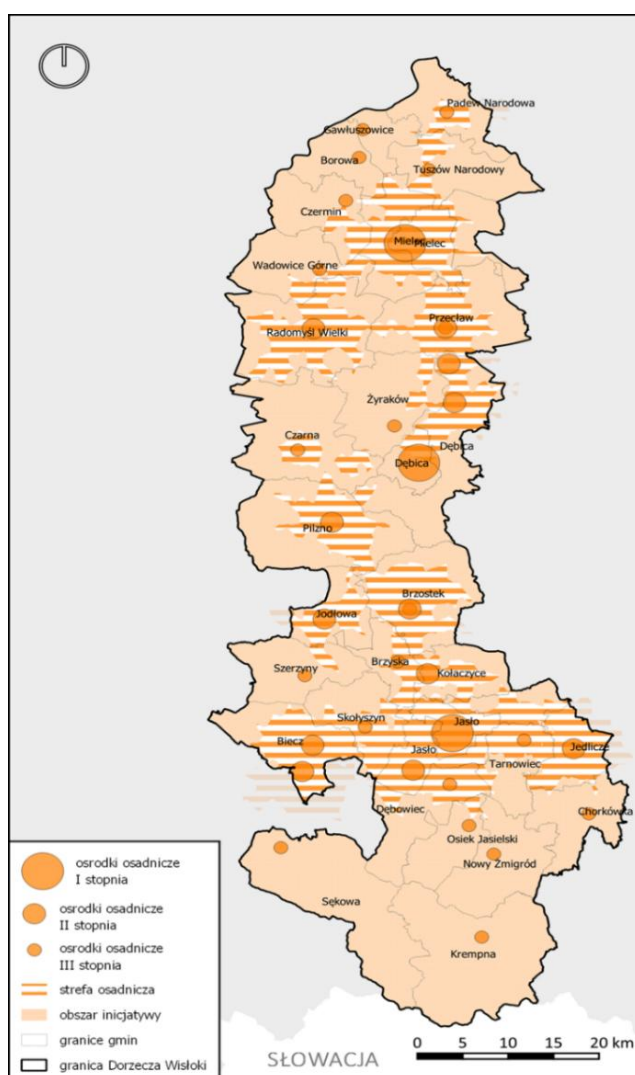 Padew Narodowa
Gawłuszowice
Borowa
Tuszów Narodowy
Czermin
Mielec
Mielec
Wadowice Górne
Przecław
Radomyśl Wielki
Żyraków
Czarna
Dębica
Dębica
Pilzno
Brzostek
Jodłowa
Brzyska
Szerzyny
Kołaczyce
Skołyszyn
Jasło
Biecz
Jasło
Jedlicze
Tarnowiec
Dębowiec
Chorkówka
Osiek Jasielski
Nowy Żmigród
Sękowa
Krempna
osrodki osadnicze
I stopnia
osrodki osadnicze
II stopnia
osrodki osadnicze
III stopnia
strefa osadnicza
obszar inicjatywy
granice gmin
granica Dorzecza Wisłoki
SŁOWACJA
0 5 10 15 20 km